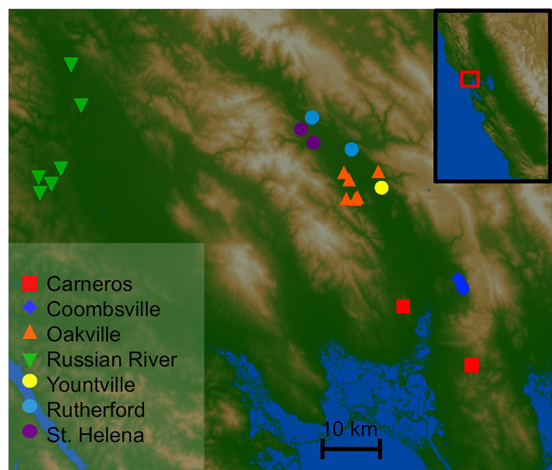 Carneros
Coombsville
Oakville
Russian River
Yountville
Rutherford
St. Helena
10 km